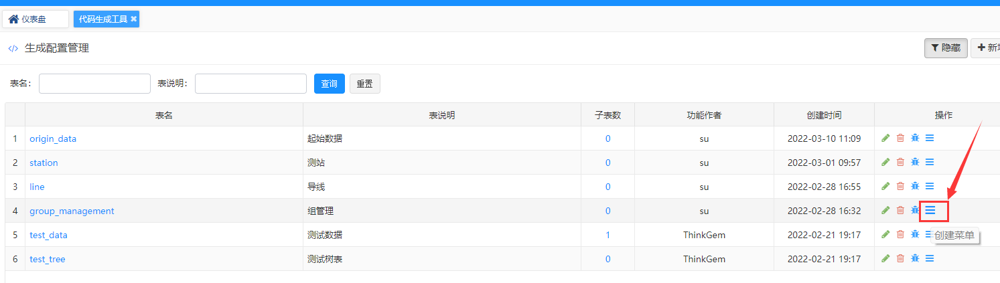 仪表盘 代码生成工具
生成配置管理 隐藏 新增
表名: 表说明: 查询 重置
表名 表说明 子表数 功能作者 创建时间 操作
1 origin_data 起始数据 0 su 2022-03-10 11:09
2 station 测站 0 su 2022-03-01 09:57
3 line 导线 0 su 2022-02-28 16:55
4 group_management 组管理 0 su 2022-02-28 16:32
5 test_data 测试数据 1 ThinkGem 2022-02-21 19:17
创建菜单
6 test_tree 测试树表 0 ThinkGem 2022-02-21 19:17